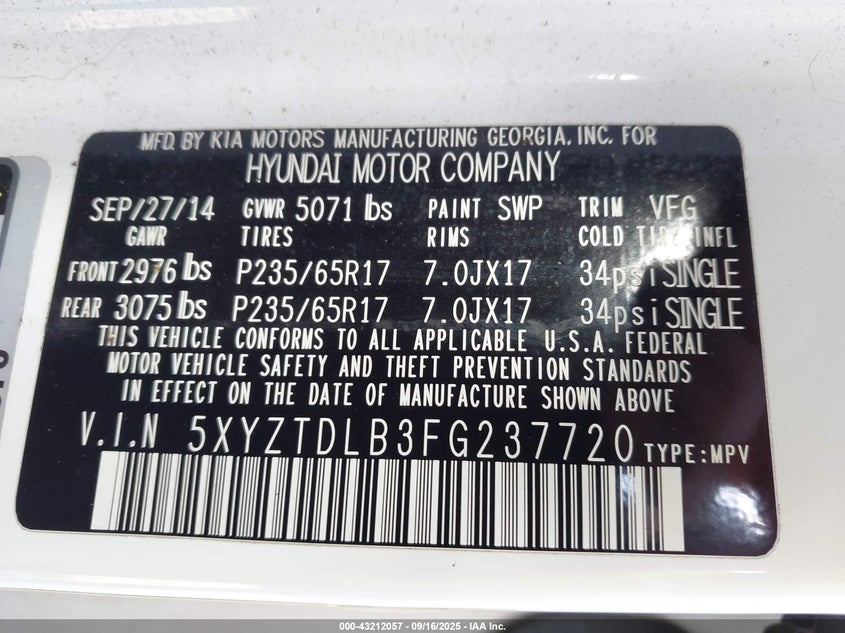 MFD. BY KIA MOTORS MANUFACTURING GEORGIA, INC. FOR
HYUNDAI MOTOR COMPANY
SEP/27/14 GVWR 5071 lbs PAINT SWP TRIM VFG
GAWR TIRES RIMS COLD TIRE INFL
FRONT 2976 lbs P235/65R17 7.0JX17 34psi SINGLE
REAR 3075 lbs P235/65R17 7.0JX17 34psi SINGLE
THIS VEHICLE CONFORMS TO ALL APPLICABLE U.S.A. FEDERAL
MOTOR VEHICLE SAFETY AND THEFT PREVENTION STANDARDS
IN EFFECT ON THE DATE OF MANUFACTURE SHOWN ABOVE
V.I.N 5XYZTDLB3FG237720 TYPE:MPV
000-43212057 - 09/16/2025 - IAA Inc.